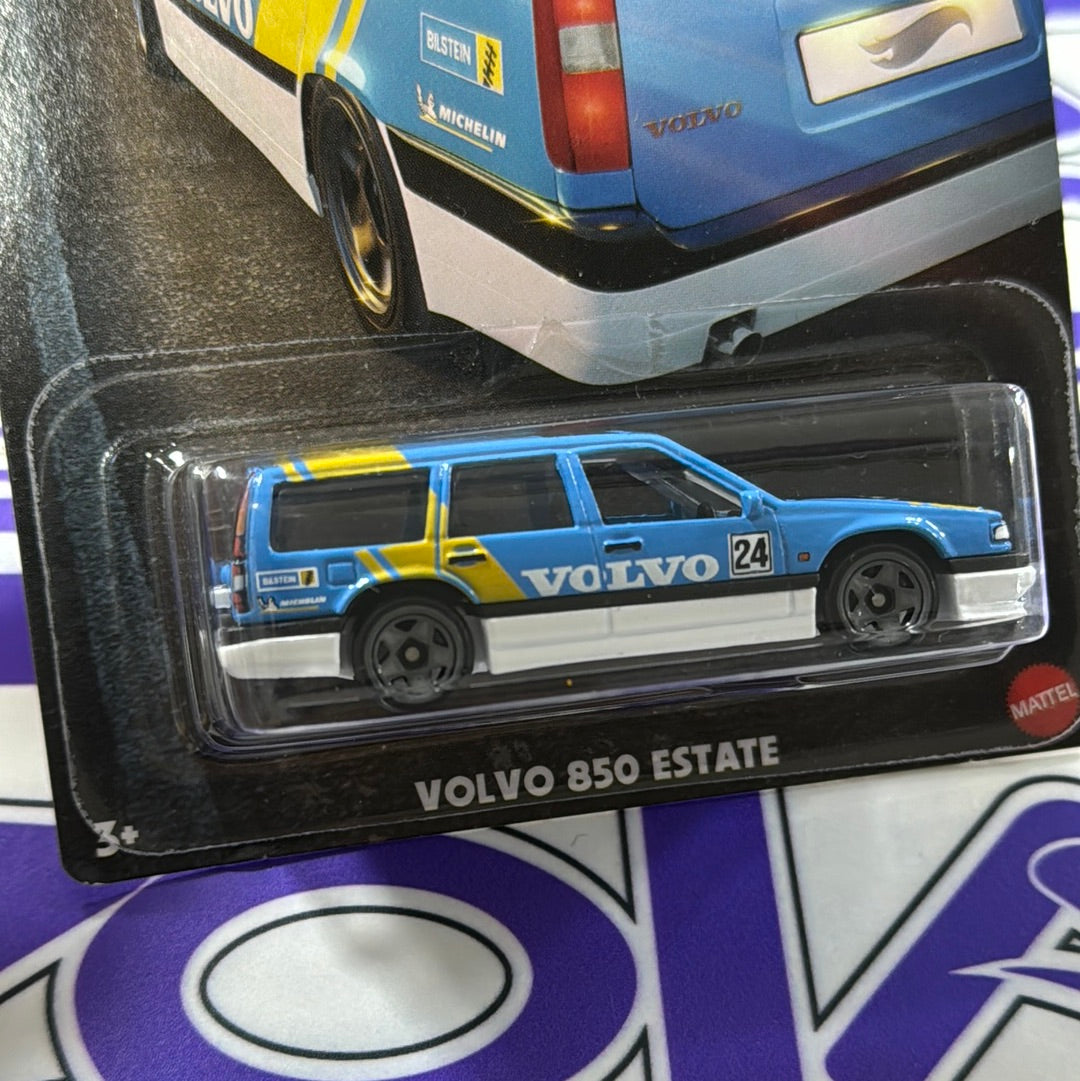 VOLVO
BILSTEIN
MICHELIN
VOLVO
BILSTEIN
MICHELIN
VOLVO
24
MATTEL
VOLVO 850 ESTATE
3+